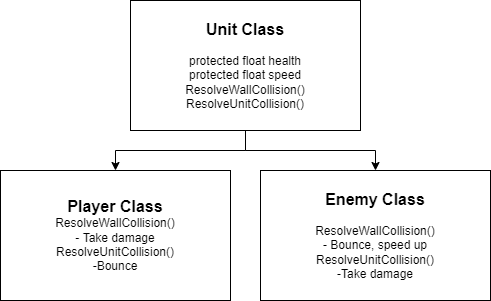 Unit Class
protected float health
protected float speed
ResolveWallCollision()
ResolveUnitCollision()
Player Class
ResolveWallCollision()
- Take damage
ResolveUnitCollision()
-Bounce
Enemy Class
ResolveWallCollision()
- Bounce, speed up
ResolveUnitCollision()
-Take damage